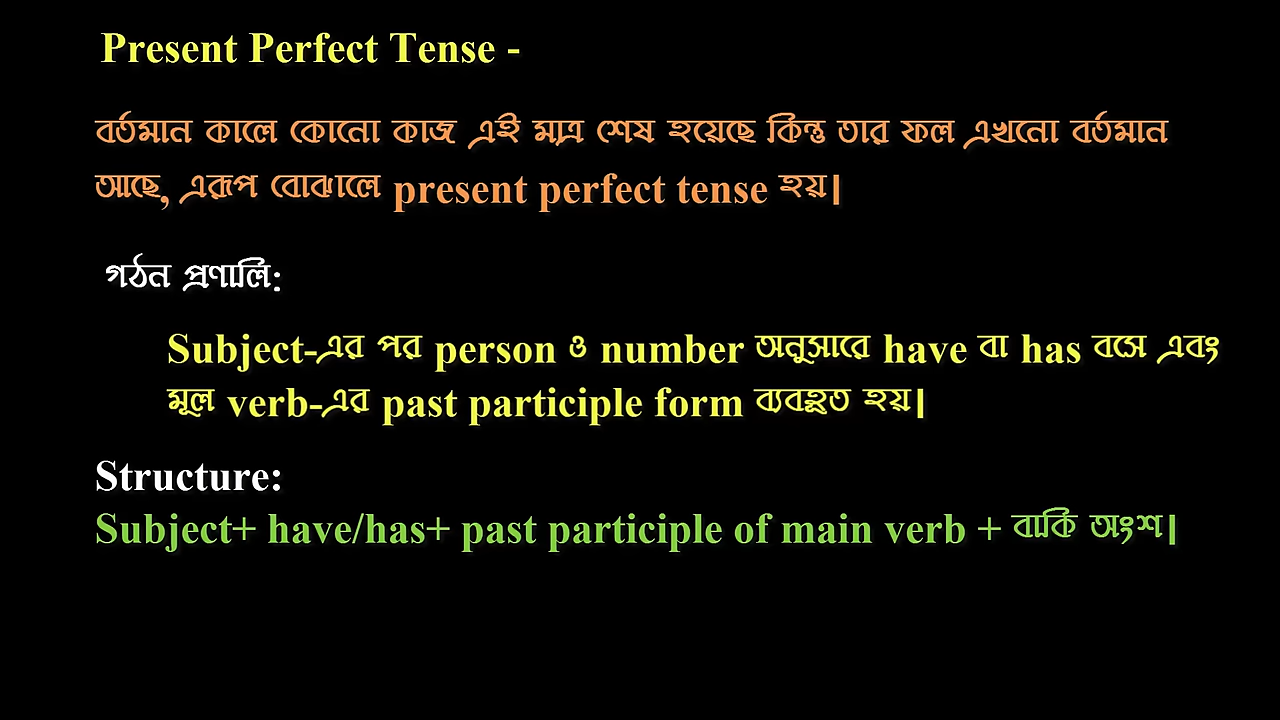 Present Perfect Tense -
বর্তমান কালে কোনো কাজ এই মাত্র শেষ হয়েছে কিন্তু তার ফল এখনো বর্তমান
আছে, এরূপ বোঝালে present perfect tense হয়।
গঠন প্রণালি:
Subject-এর পর person ও number অনুসারে have বা has বসে এবং
মূল verb-এর past participle form ব্যবহূত হয়।
Structure:
Subject+ have/has+ past participle of main verb + বাকি অংশ।